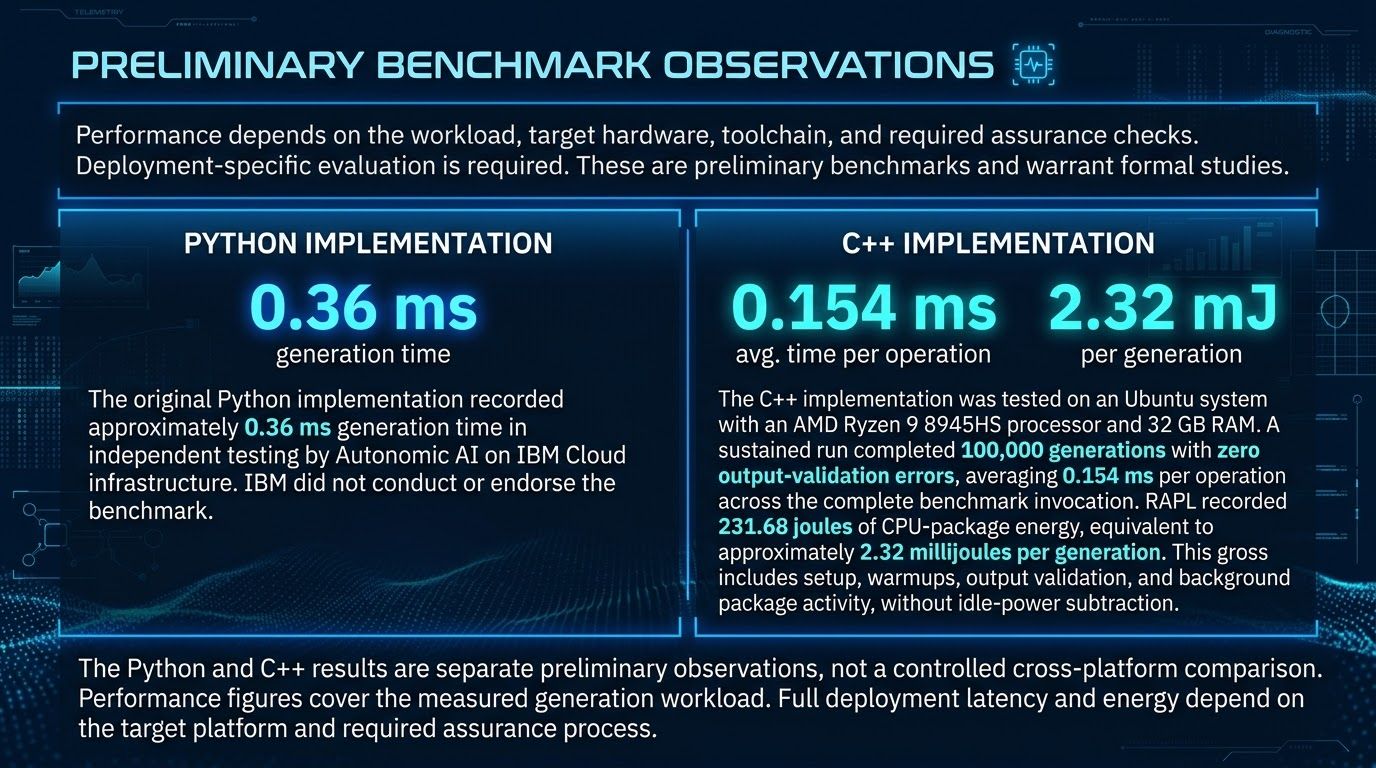 TELEMETRY
DIAGNOSTIC
PRELIMINARY BENCHMARK OBSERVATIONS
Performance depends on the workload, target hardware, toolchain, and required assurance checks.
Deployment-specific evaluation is required. These are preliminary benchmarks and warrant formal studies.
PYTHON IMPLEMENTATION
0.36 ms
generation time
The original Python implementation recorded
approximately 0.36 ms generation time in
independent testing by Autonomic AI on IBM Cloud
infrastructure. IBM did not conduct or endorse the
benchmark.
C++ IMPLEMENTATION
0.154 ms
avg. time per operation
2.32 mJ
per generation
The C++ implementation was tested on an Ubuntu system
with an AMD Ryzen 9 8945HS processor and 32 GB RAM. A
sustained run completed 100,000 generations with zero
output-validation errors, averaging 0.154 ms per operation
across the complete benchmark invocation. RAPL recorded
231.68 joules of CPU-package energy, equivalent to
approximately 2.32 millijoules per generation. This gross
includes setup, warmups, output validation, and background
package activity, without idle-power subtraction.
The Python and C++ results are separate preliminary observations, not a controlled cross-platform comparison.
Performance figures cover the measured generation workload. Full deployment latency and energy depend on
the target platform and required assurance process.